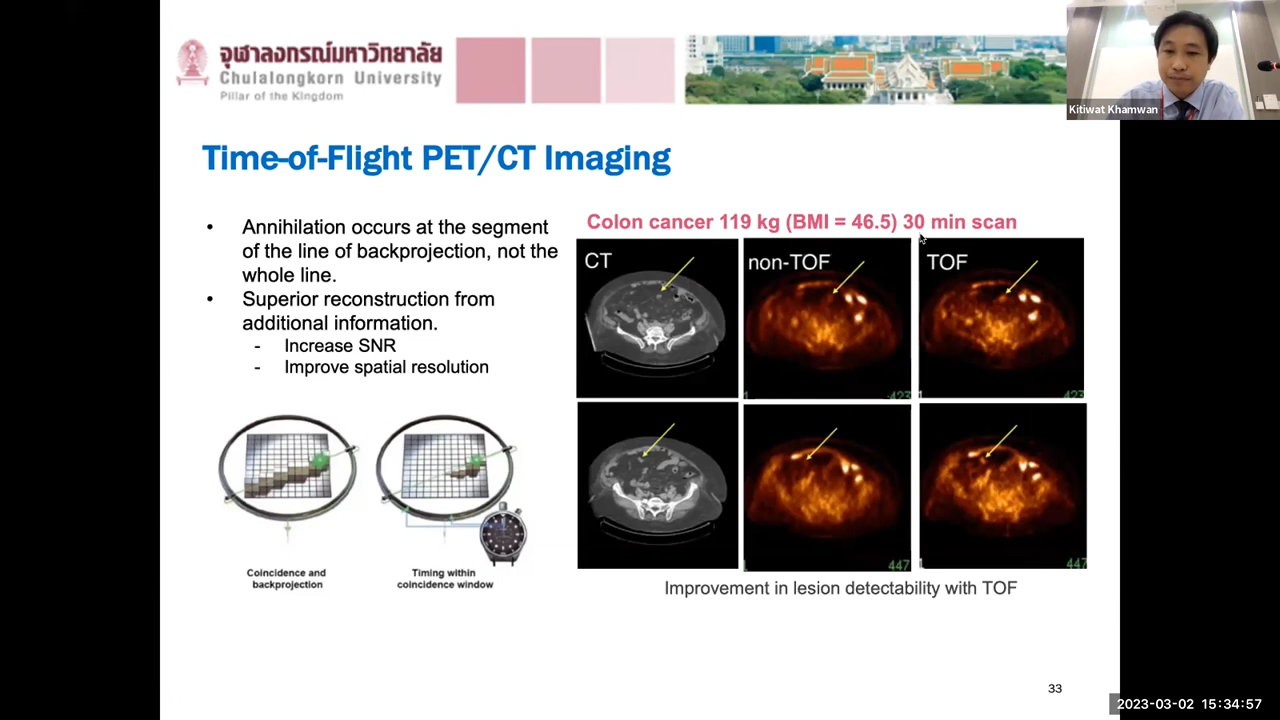 จุฬาลงกรณ์มหาวิทยาลัย
Chulalongkorn University
Pillar of the Kingdom
Kitiwat Khamwan
Time-of-Flight PET/CT Imaging
• Annihilation occurs at the segment
of the line of backprojection, not the
whole line.
• Superior reconstruction from
additional information.
- Increase SNR
- Improve spatial resolution
Coincidence and
backprojection
Timing within
coincidence window
Colon cancer 119 kg (BMI = 46.5) 30 min scan
CT
non-TOF
TOF
423
423
447
447
Improvement in lesion detectability with TOF
33
2023-03-02 15:34:57